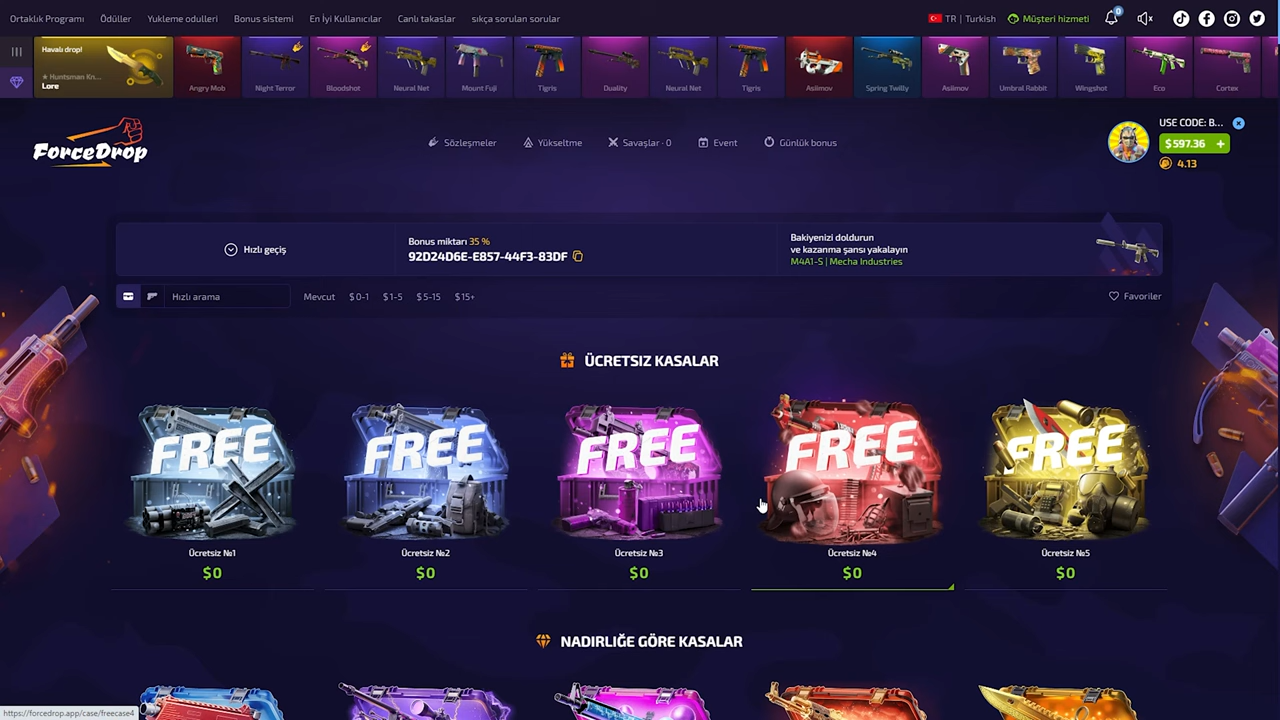 Ortaklık Programı Ödüller Yukleme odulleri Bonus sistemi En İyi Kullanıcılar Canlı takaslar sıkça sorulan sorular TR | Turkish Müşteri hizmeti 0
Havalı drop!
★ Huntsman Kn...
Lore
Angry Mob Night Terror Bloodshot Neural Net Mount Fuji Tigris Duality Neural Net Tigris Asiimov Spring Twilly Asiimov Umbral Rabbit Wingshot Eco Cortex
ForceDrop
Sözleşmeler Yükseltme Savaşlar · 0 Event Günlük bonus
USE CODE: B...
$ 597.36 +
4.13
Hızlı geçiş
Bonus miktarı 35 %
92D24D6E-E857-44F3-83DF
Bakiyenizi doldurun
ve kazanma şansı yakalayın
M4A1-S | Mecha Industries
Hızlı arama Mevcut $ 0-1 $ 1-5 $ 5-15 $ 15+ Favoriler
ÜCRETSIZ KASALAR
FREE FREE FREE FREE FREE
Ücretsiz №1 Ücretsiz №2 Ücretsiz №3 Ücretsiz №4 Ücretsiz №5
$0 $0 $0 $0 $0
NADIRLIĞE GÖRE KASALAR
https://forcedrop.app/case/freecase4